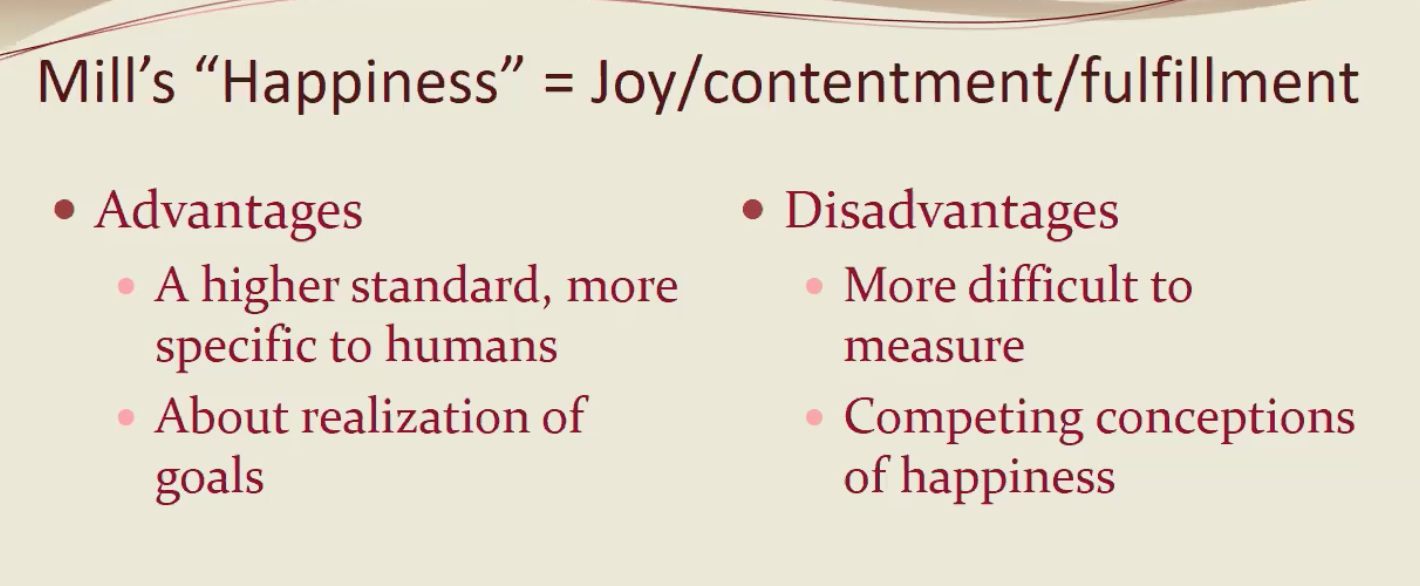 Mill’s “Happiness” = Joy/contentment/fulfillment
• Advantages
• A higher standard, more
specific to humans
• About realization of
goals
• Disadvantages
• More difficult to
measure
• Competing conceptions
of happiness